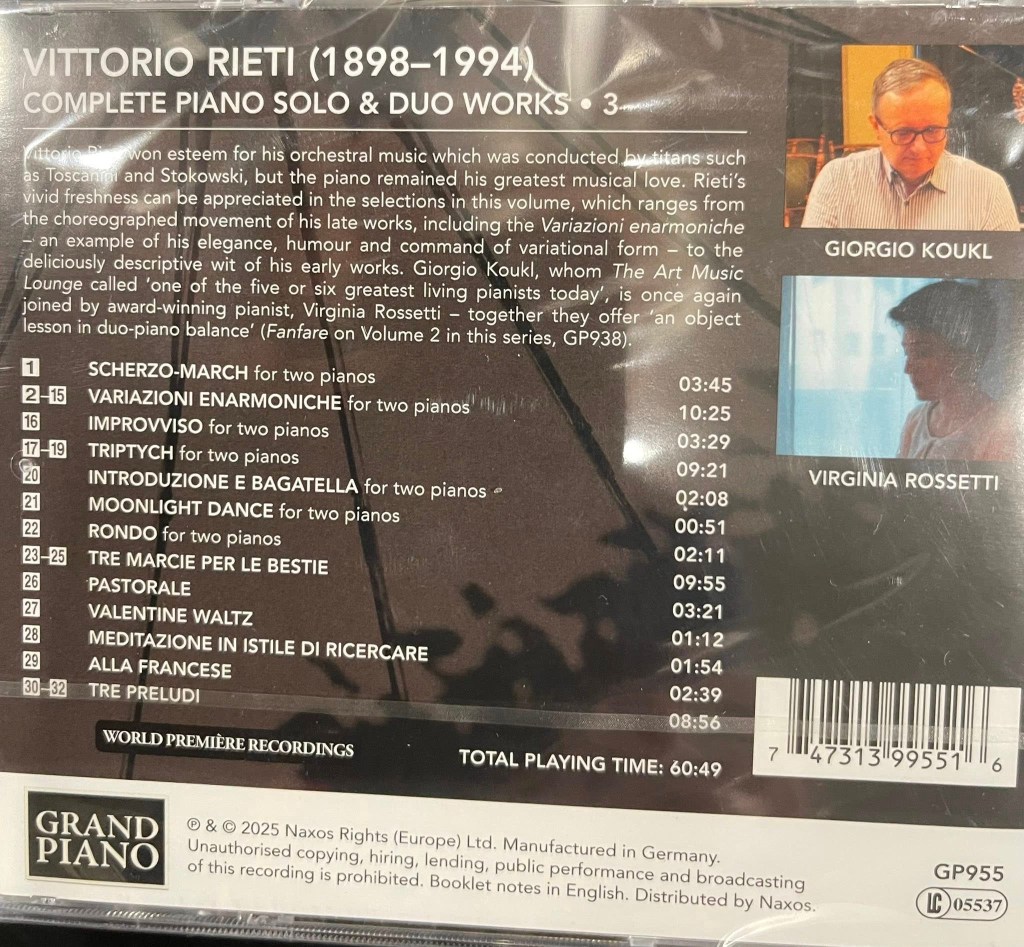 VITTORIO RIETI (1898–1994)
COMPLETE PIANO SOLO & DUO WORKS • 3
Vittorio Rieti won esteem for his orchestral music which was conducted by titans such
as Toscanini and Stokowski, but the piano remained his greatest musical love. Rieti's
vivid freshness can be appreciated in the selections in this volume, which ranges from
the choreographed movement of his late works, including the Variazioni enarmoniche
– an example of his elegance, humour and command of variational form – to the
deliciously descriptive wit of his early works. Giorgio Koukl, whom The Art Music
Lounge called 'one of the five or six greatest living pianists today', is once again
joined by award-winning pianist, Virginia Rossetti – together they offer 'an object
lesson in duo-piano balance' (Fanfare on Volume 2 in this series, GP938).
GIORGIO KOUKL
VIRGINIA ROSSETTI
1 SCHERZO-MARCH for two pianos 03:45
2–15 VARIAZIONI ENARMONICHE for two pianos 10:25
16 IMPROVVISO for two pianos 03:29
17–19 TRIPTYCH for two pianos 09:21
20 INTRODUZIONE E BAGATELLA for two pianos 02:08
21 MOONLIGHT DANCE for two pianos 00:51
22 RONDO for two pianos 02:11
23–25 TRE MARCIE PER LE BESTIE 09:55
26 PASTORALE 03:21
27 VALENTINE WALTZ 01:12
28 MEDITAZIONE IN ISTILE DI RICERCARE 01:54
29 ALLA FRANCESE 02:39
30–32 TRE PRELUDI 08:56
WORLD PREMIÈRE RECORDINGS
TOTAL PLAYING TIME: 60:49
7 47313 99551 6
GRAND
PIANO
℗ & © 2025 Naxos Rights (Europe) Ltd. Manufactured in Germany.
Unauthorised copying, hiring, lending, public performance and broadcasting
of this recording is prohibited. Booklet notes in English. Distributed by Naxos.
GP955
LC 05537